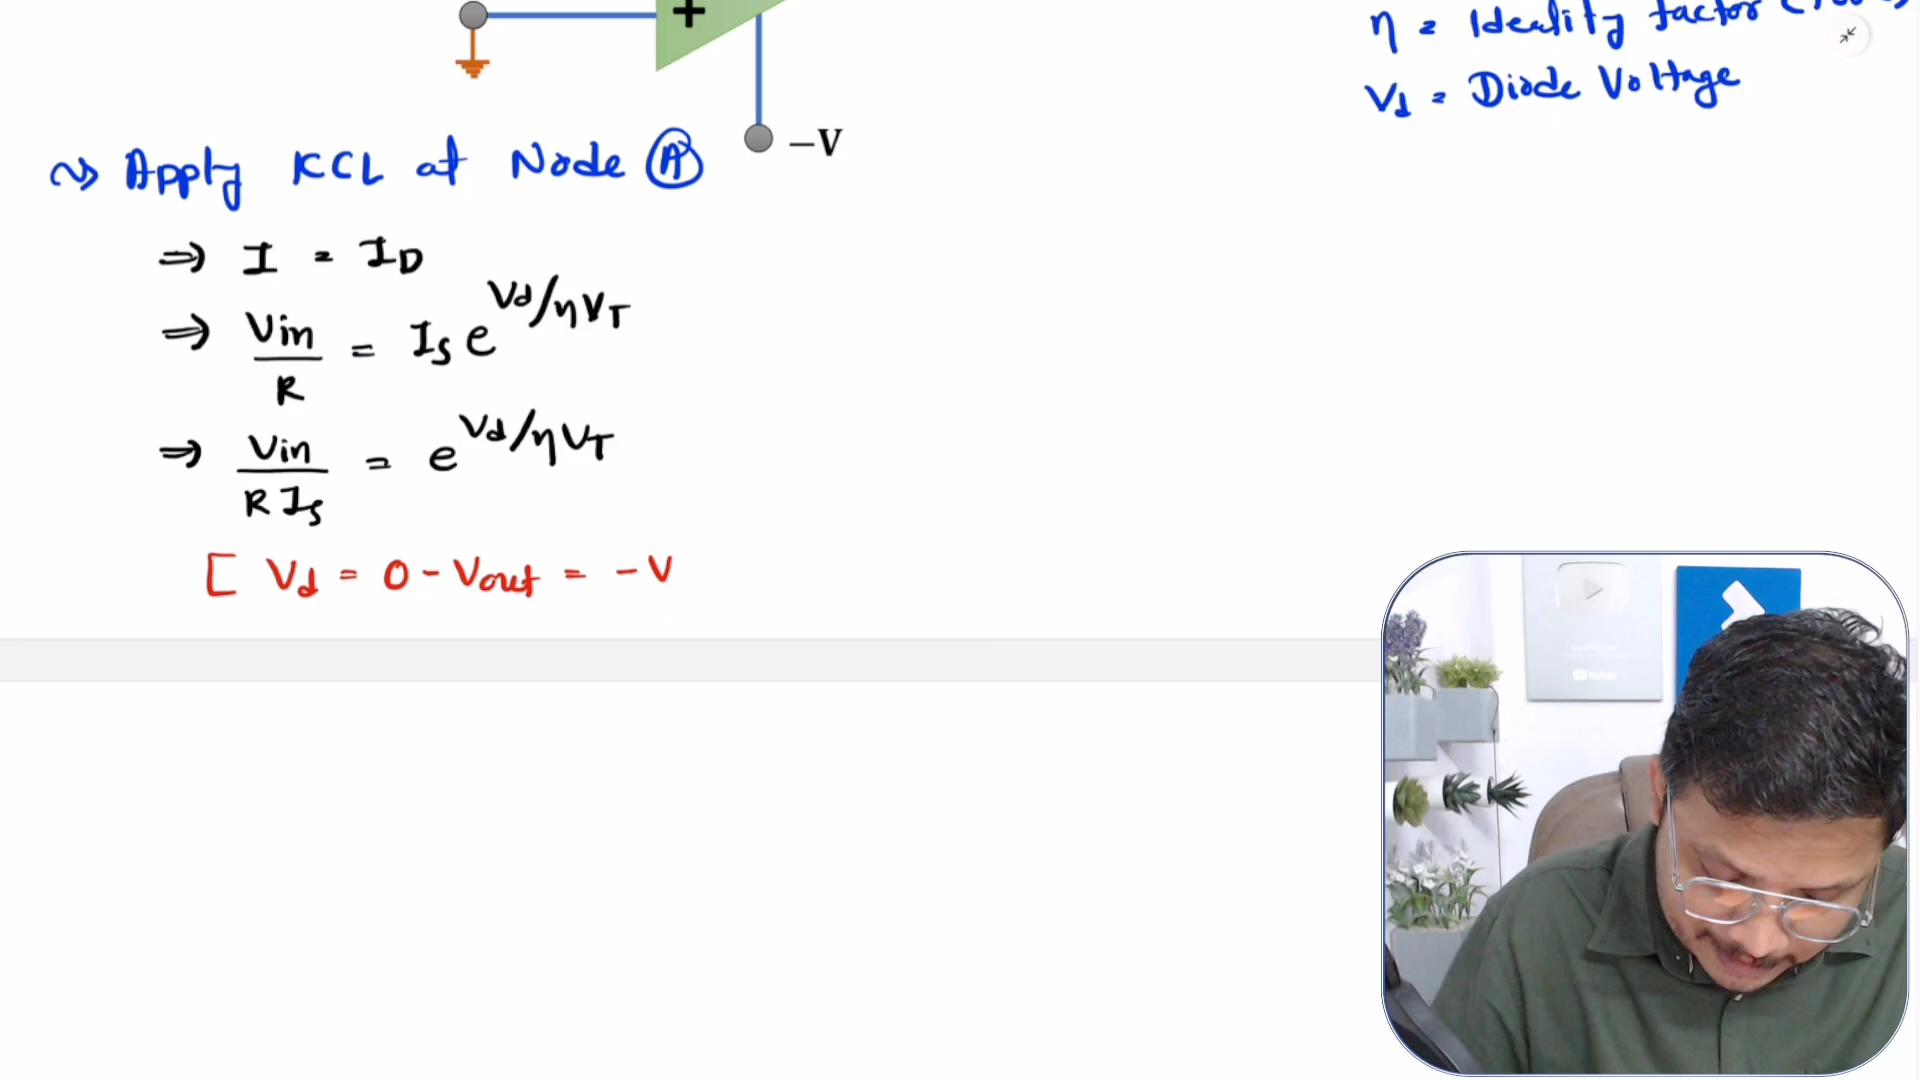 +
η = Ideality factor
Vd = Diode Voltage
−V
Apply KCL at Node A
⇒ I = ID
⇒ Vin/R = Is e^Vd/ηVT
⇒ Vin/RIs = e^Vd/ηVT
[ Vd = 0 - Vout = - V